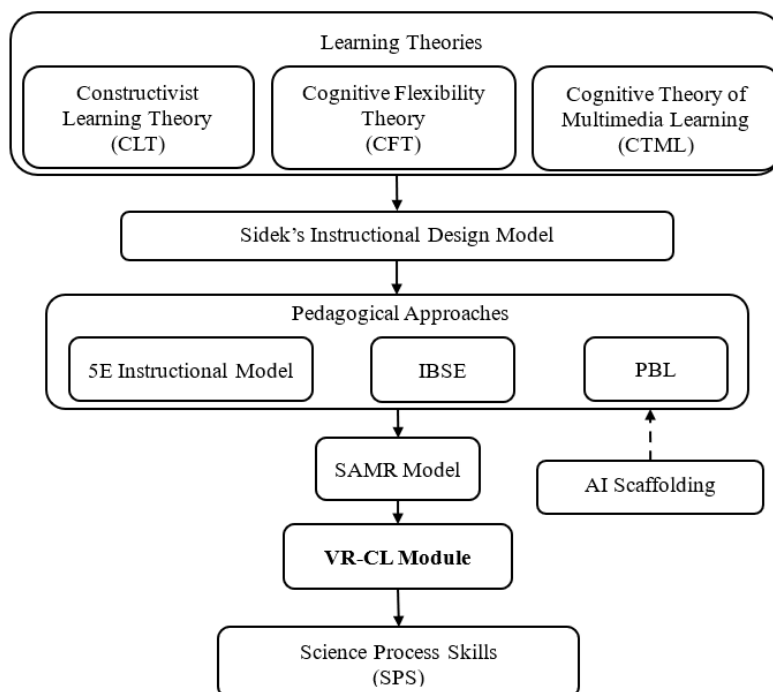 Learning Theories
Constructivist
Learning Theory
(CLT)
Cognitive Flexibility
Theory
(CFT)
Cognitive Theory of
Multimedia Learning
(CTML)
Sidek’s Instructional Design Model
Pedagogical Approaches
5E Instructional Model
IBSE
PBL
SAMR Model
AI Scaffolding
VR-CL Module
Science Process Skills
(SPS)